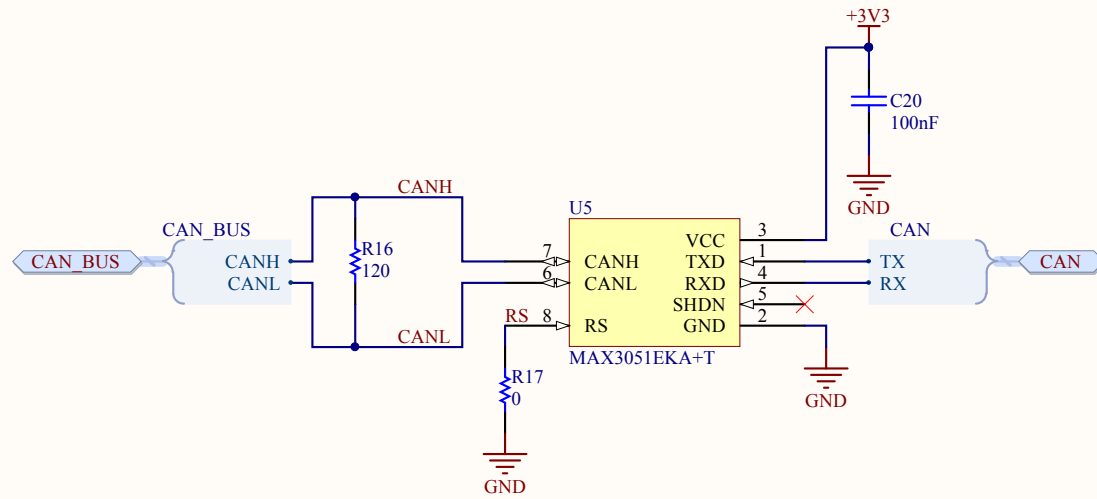 +3V3
C20
100nF
GND
CANH
U5
CAN_BUS
CAN
VCC
3
R16
120
CAN_BUS
CANH
CANL
7
6
CANH
CANL
TXD
RXD
1
4
TX
RX
CAN
SHDN
5
RS
8
RS
GND
2
CANL
MAX3051EKA+T
R17
0
GND
GND